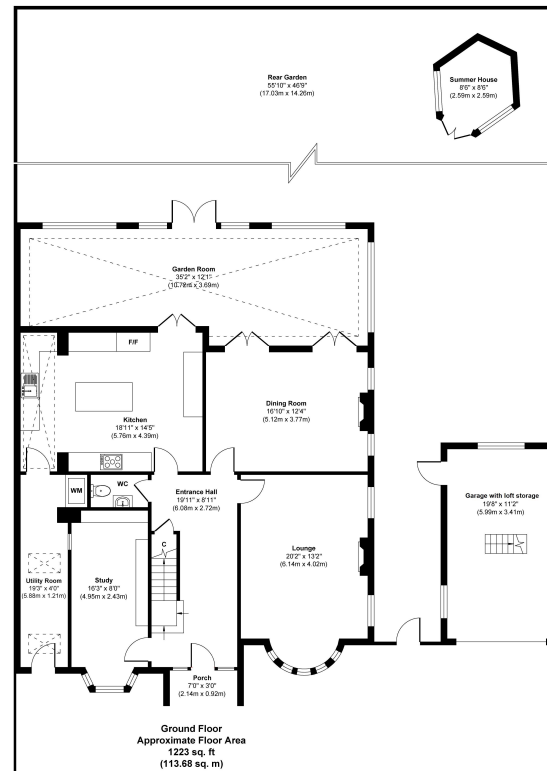 Rear Garden
55'10" x 46'9"
(17.03m x 14.26m)
Summer House
8'6" x 8'6"
(2.59m x 2.59m)
Garden Room
35'2" x 12'1"
(10.72m x 3.69m)
F/F
Kitchen
18'11" x 14'5"
(5.76m x 4.39m)
Dining Room
16'10" x 12'4"
(5.12m x 3.77m)
WM
WC
Entrance Hall
19'11" x 8'11"
(6.08m x 2.72m)
Garage with loft storage
19'8" x 11'2"
(5.99m x 3.41m)
C
Lounge
20'2" x 13'2"
(6.14m x 4.02m)
Utility Room
19'3" x 4'0"
(5.88m x 1.21m)
Study
16'3" x 8'0"
(4.95m x 2.43m)
Porch
7'0" x 3'0"
(2.14m x 0.92m)
Ground Floor
Approximate Floor Area
1223 sq. ft
(113.68 sq. m)